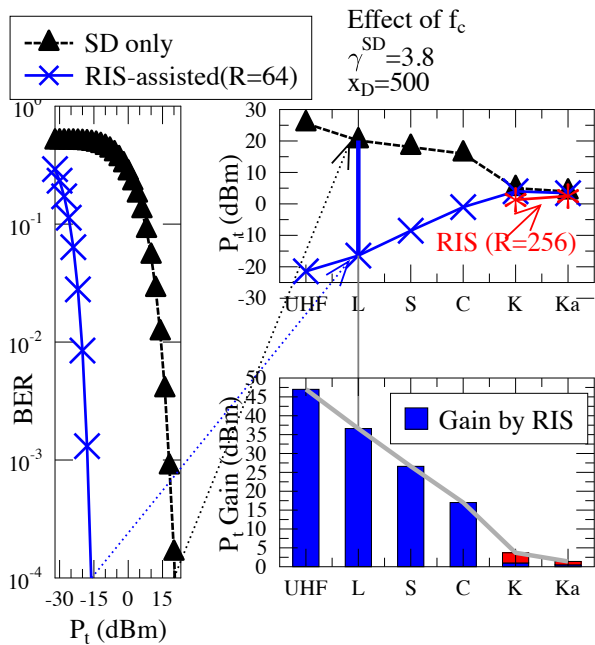 SD only
RIS-assisted(R=64)
Effect of f_c
γ^SD=3.8
x_D=500
10^0
10^-1
10^-2
10^-3
10^-4
BER
-30 -15 0 15
P_t (dBm)
30
20
10
0
-10
-20
-30
P_t (dBm)
RIS (R=256)
UHF L S C K Ka
50
45
35
30
25
20
15
10
5
0
P_t Gain (dBm)
Gain by RIS
UHF L S C K Ka